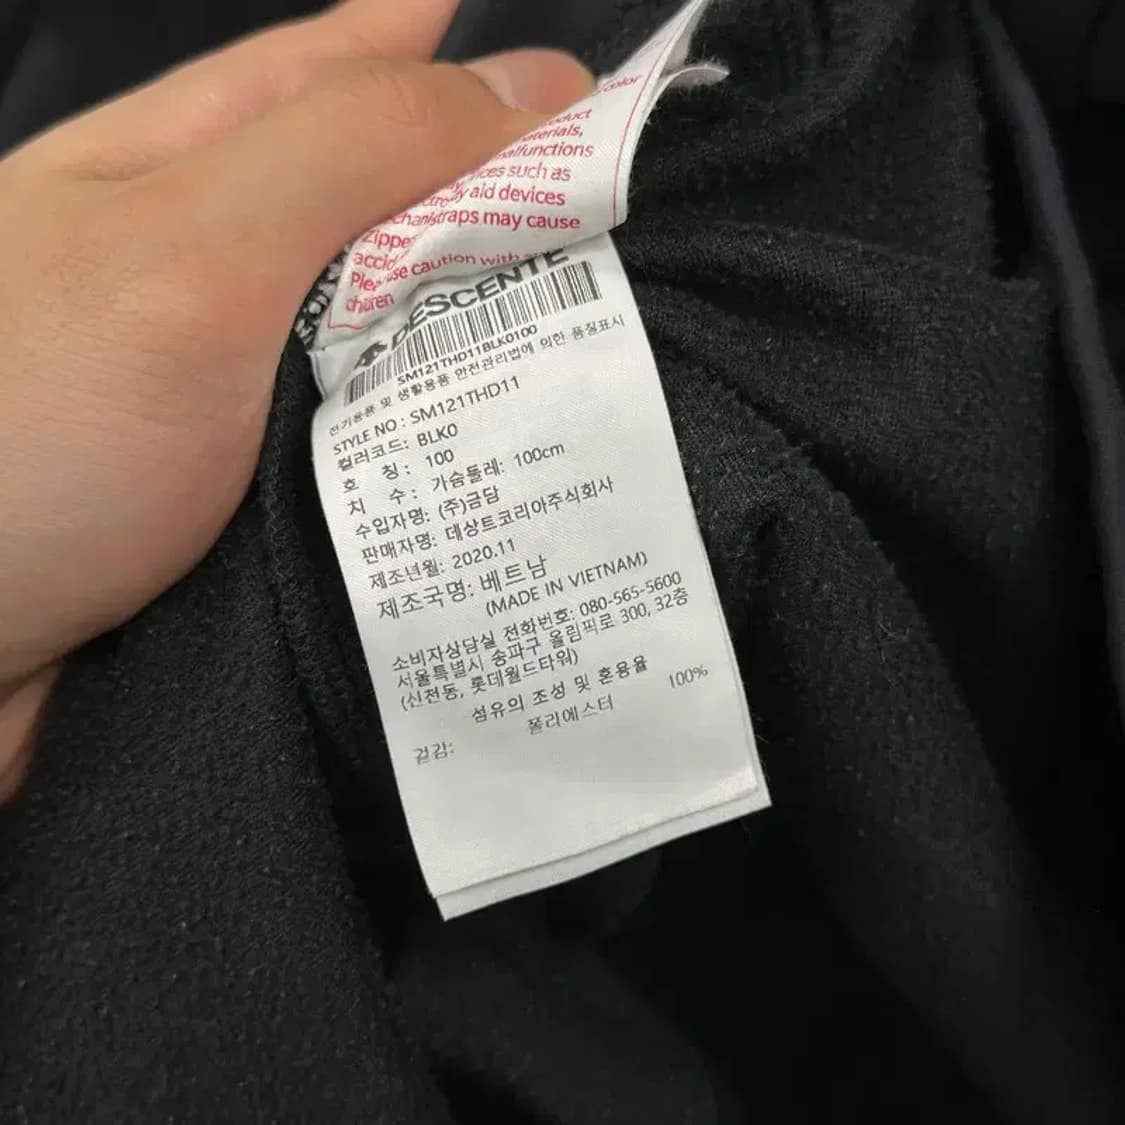 color
duct
materials,
malfunctions
such as
aid devices
straps may cause
use caution with
DESCENTE
SM121THD11BLK0100
전기용품 및 생활용품 안전관리법에 의한 품질표시
STYLE NO : SM121THD11
컬러코드: BLK0
호 칭: 100
치 수: 가슴둘레: 100cm
수입자명: (주)금담
판매자명: 데상트코리아주식회사
제조년월: 2020.11
제조국명: 베트남
(MADE IN VIETNAM)
소비자상담실 전화번호: 080-565-5600
서울특별시 송파구 올림픽로 300, 32층
(신천동, 롯데월드타워)
섬유의 조성 및 혼용율
겉감: 폴리에스터 100%